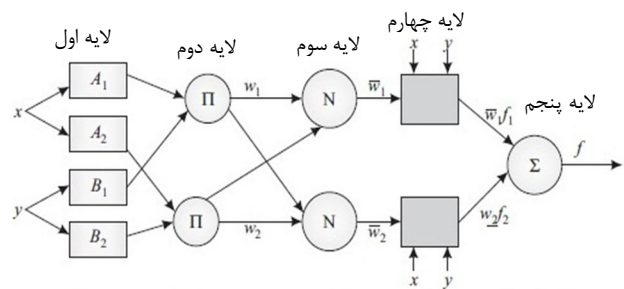 لایه اول
لایه دوم
لایه سوم
لایه چهارم
لایه پنجم
x
y
A₁
A₂
B₁
B₂
Π
Π
w₁
w₂
N
N
w̅₁
w̅₂
x y
x y
w̅₁f₁
w̲₂f₂
Σ
f